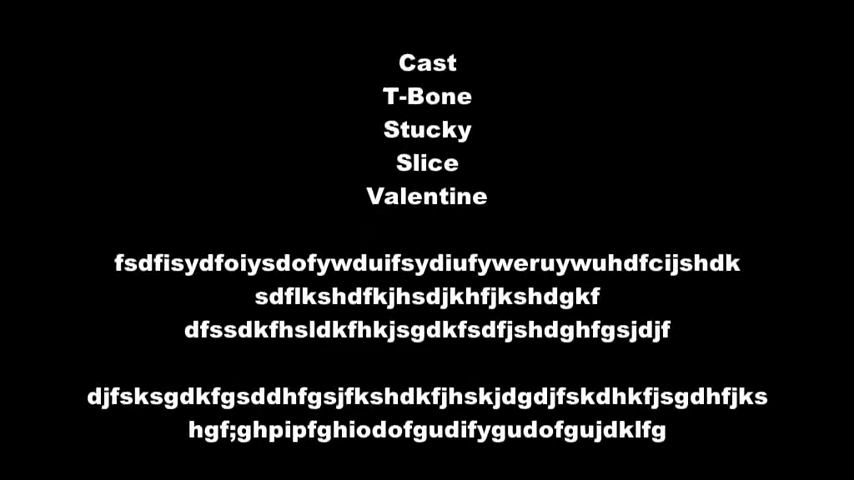 Cast
T-Bone
Stucky
Slice
Valentine
fsdfisydfoiysdofywduifsydiufyweruywuhdfcijshdk
sdflkshdfkjhsdjkhfjkshdgkf
dfssdkfhsldkfhkjsgdkfsdfjshdghfgsjdjf
djfsksgdkfgsddhfgsjfkshdkfjhskjdgdjfskdhkfjsgdhfjks
hgf;ghpipfghiodofgudifygudofgujdklfg